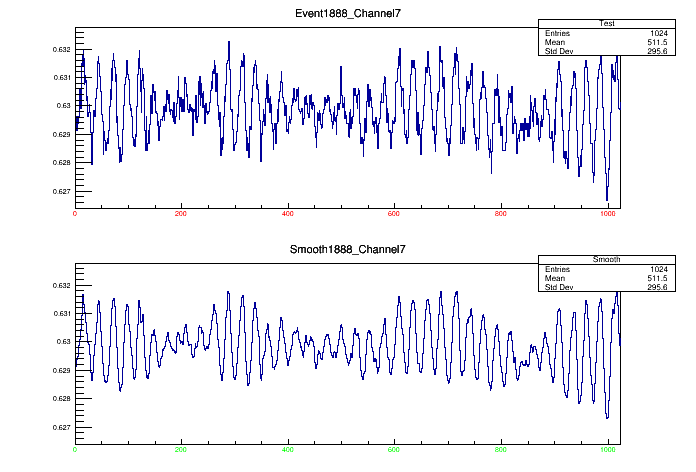 Event1888_Channel7
Test
Entries 1024
Mean 511.5
Std Dev 295.6
0.632
0.631
0.63
0.629
0.628
0.627
0 200 400 600 800 1000
Smooth1888_Channel7
Smooth
Entries 1024
Mean 511.5
Std Dev 295.6
0.632
0.631
0.63
0.629
0.628
0.627
0 200 400 600 800 1000